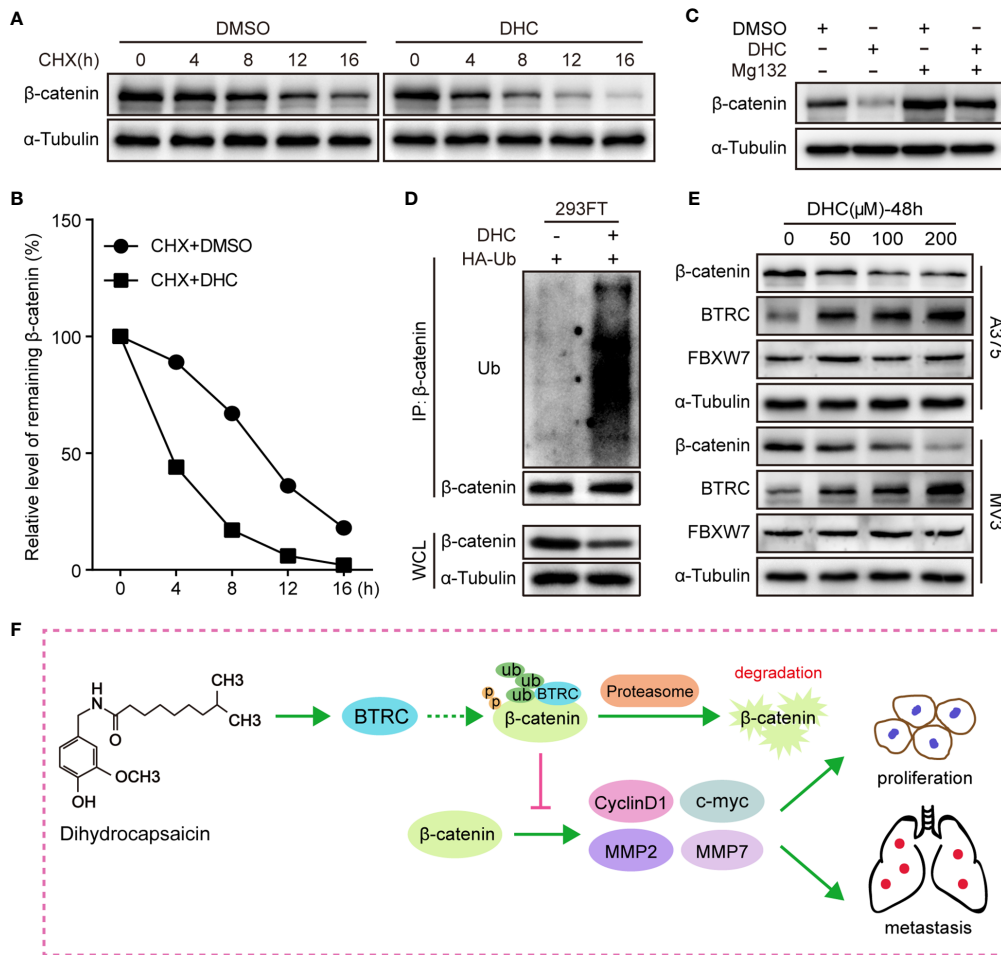 A
DMSO
DHC
CHX(h)
0 4 8 12 16
0 4 8 12 16
β-catenin
α-Tubulin
B
Relative level of remaining β-catenin (%)
150
100
50
0
CHX+DMSO
CHX+DHC
0 4 8 12 16 (h)
C
DMSO + – + –
DHC – + – +
Mg132 – – + +
β-catenin
α-Tubulin
D
293FT
DHC - +
HA-Ub + +
IP: β-catenin
Ub
β-catenin
WCL
β-catenin
α-Tubulin
E
DHC(μM)-48h
0 50 100 200
β-catenin
BTRC
FBXW7
α-Tubulin
A375
β-catenin
BTRC
FBXW7
α-Tubulin
MV3
F
H
N
O
CH3
CH3
OCH3
OH
Dihydrocapsaicin
BTRC
ub
ub
ub
BTRC
p
p
β-catenin
Proteasome
degradation
β-catenin
β-catenin
CyclinD1
c-myc
MMP2
MMP7
proliferation
metastasis